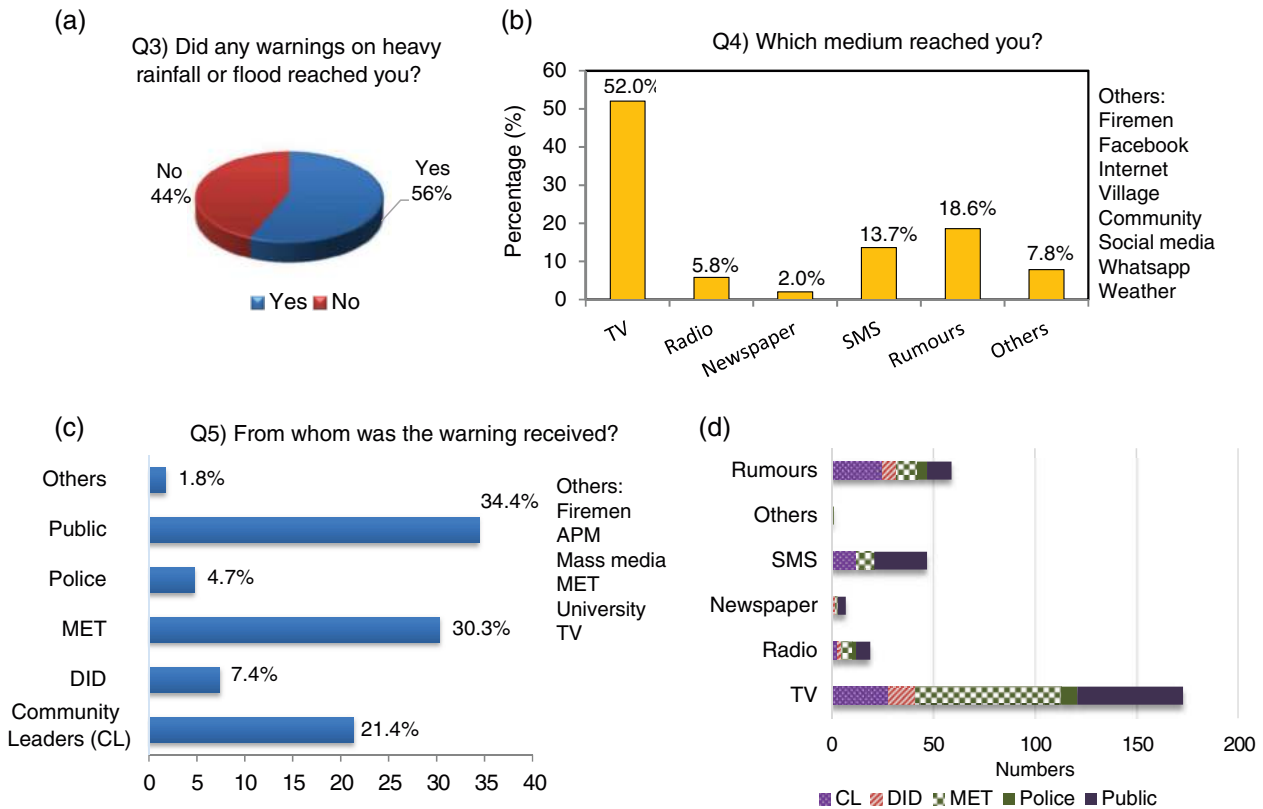 (a)
Q3) Did any warnings on heavy
rainfall or flood reached you?
No
44%
Yes
56%
Yes No
(b)
Q4) Which medium reached you?
Percentage (%)
60
50
40
30
20
10
0
52.0%
5.8%
2.0%
13.7%
18.6%
7.8%
TV
Radio
Newspaper
SMS
Rumours
Others
Others:
Firemen
Facebook
Internet
Village
Community
Social media
Whatsapp
Weather
(c)
Q5) From whom was the warning received?
Others
1.8%
Public
34.4%
Police
4.7%
MET
30.3%
DID
7.4%
Community
Leaders (CL)
21.4%
0 5 10 15 20 25 30 35 40
Others:
Firemen
APM
Mass media
MET
University
TV
(d)
Rumours
Others
SMS
Newspaper
Radio
TV
0 50 100 150 200
Numbers
CL DID MET Police Public